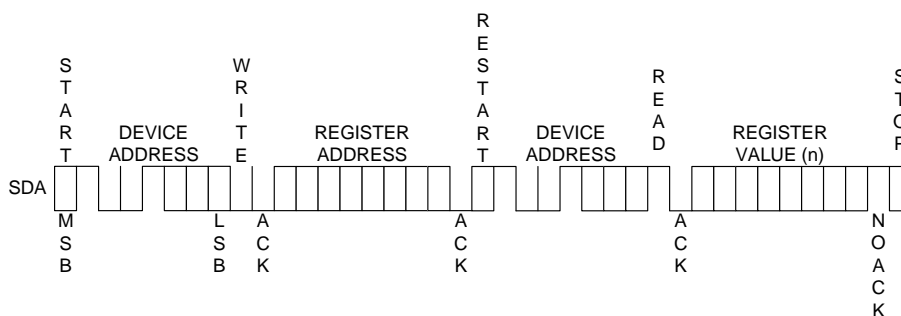 START
DEVICE
ADDRESS
WRITE
REGISTER
ADDRESS
RESTART
DEVICE
ADDRESS
READ
REGISTER
VALUE (n)
STOP
SDA
MSB
LSB
ACK
ACK
ACK
NOACK